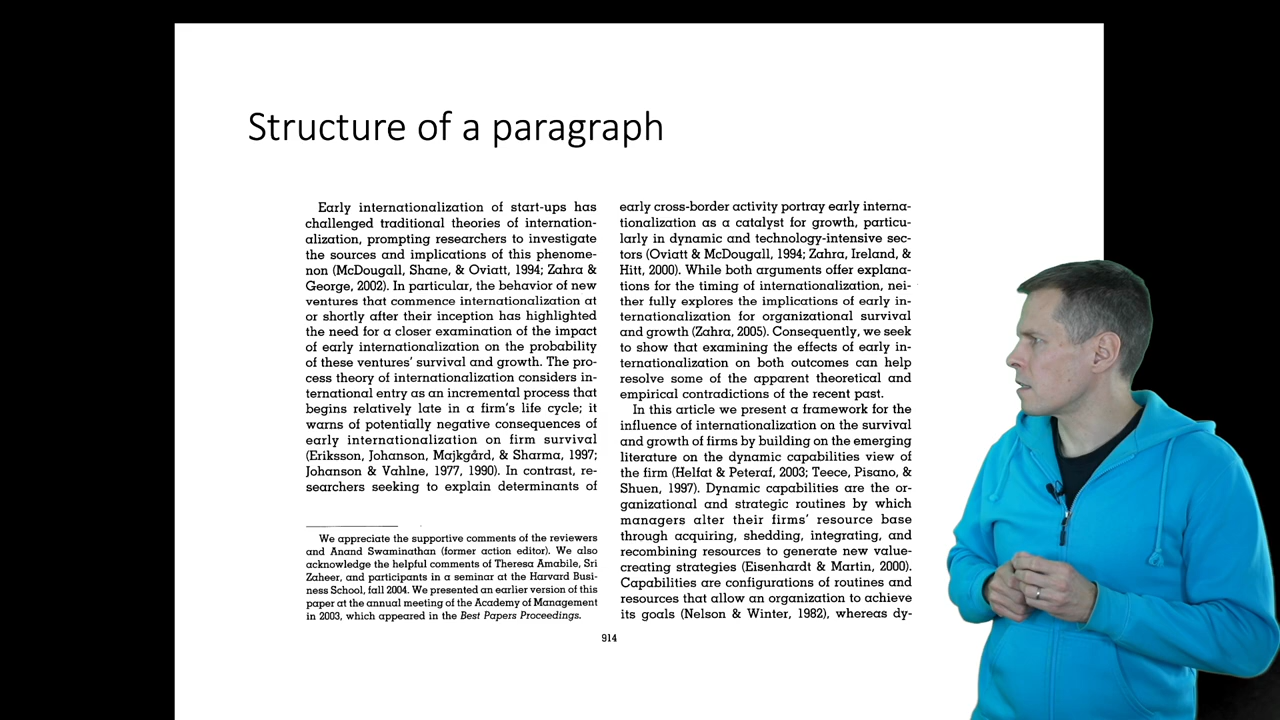 Structure of a paragraph
Early internationalization of start-ups has
challenged traditional theories of internation-
alization, prompting researchers to investigate
the sources and implications of this phenome-
non (McDougall, Shane, & Oviatt, 1994; Zahra &
George, 2002). In particular, the behavior of new
ventures that commence internationalization at
or shortly after their inception has highlighted
the need for a closer examination of the impact
of early internationalization on the probability
of these ventures' survival and growth. The pro-
cess theory of internationalization considers in-
ternational entry as an incremental process that
begins relatively late in a firm's life cycle; it
warns of potentially negative consequences of
early internationalization on firm survival
(Eriksson, Johanson, Majkgård, & Sharma, 1997;
Johanson & Vahlne, 1977, 1990). In contrast, re-
searchers seeking to explain determinants of
We appreciate the supportive comments of the reviewers
and Anand Swaminathan (former action editor). We also
acknowledge the helpful comments of Theresa Amabile, Sri
Zaheer, and participants in a seminar at the Harvard Busi-
ness School, fall 2004. We presented an earlier version of this
paper at the annual meeting of the Academy of Management
in 2003, which appeared in the Best Papers Proceedings.
early cross-border activity portray early interna-
tionalization as a catalyst for growth, particu-
larly in dynamic and technology-intensive sec-
tors (Oviatt & McDougall, 1994; Zahra, Ireland, &
Hitt, 2000). While both arguments offer explana-
tions for the timing of internationalization, nei-
ther fully explores the implications of early in-
ternationalization for organizational survival
and growth (Zahra, 2005). Consequently, we seek
to show that examining the effects of early in-
ternationalization on both outcomes can help
resolve some of the apparent theoretical and
empirical contradictions of the recent past.
In this article we present a framework for the
influence of internationalization on the survival
and growth of firms by building on the emerging
literature on the dynamic capabilities view of
the firm (Helfat & Peteraf, 2003; Teece, Pisano, &
Shuen, 1997). Dynamic capabilities are the or-
ganizational and strategic routines by which
managers alter their firms' resource base
through acquiring, shedding, integrating, and
recombining resources to generate new value-
creating strategies (Eisenhardt & Martin, 2000).
Capabilities are configurations of routines and
resources that allow an organization to achieve
its goals (Nelson & Winter, 1982), whereas dy-
914